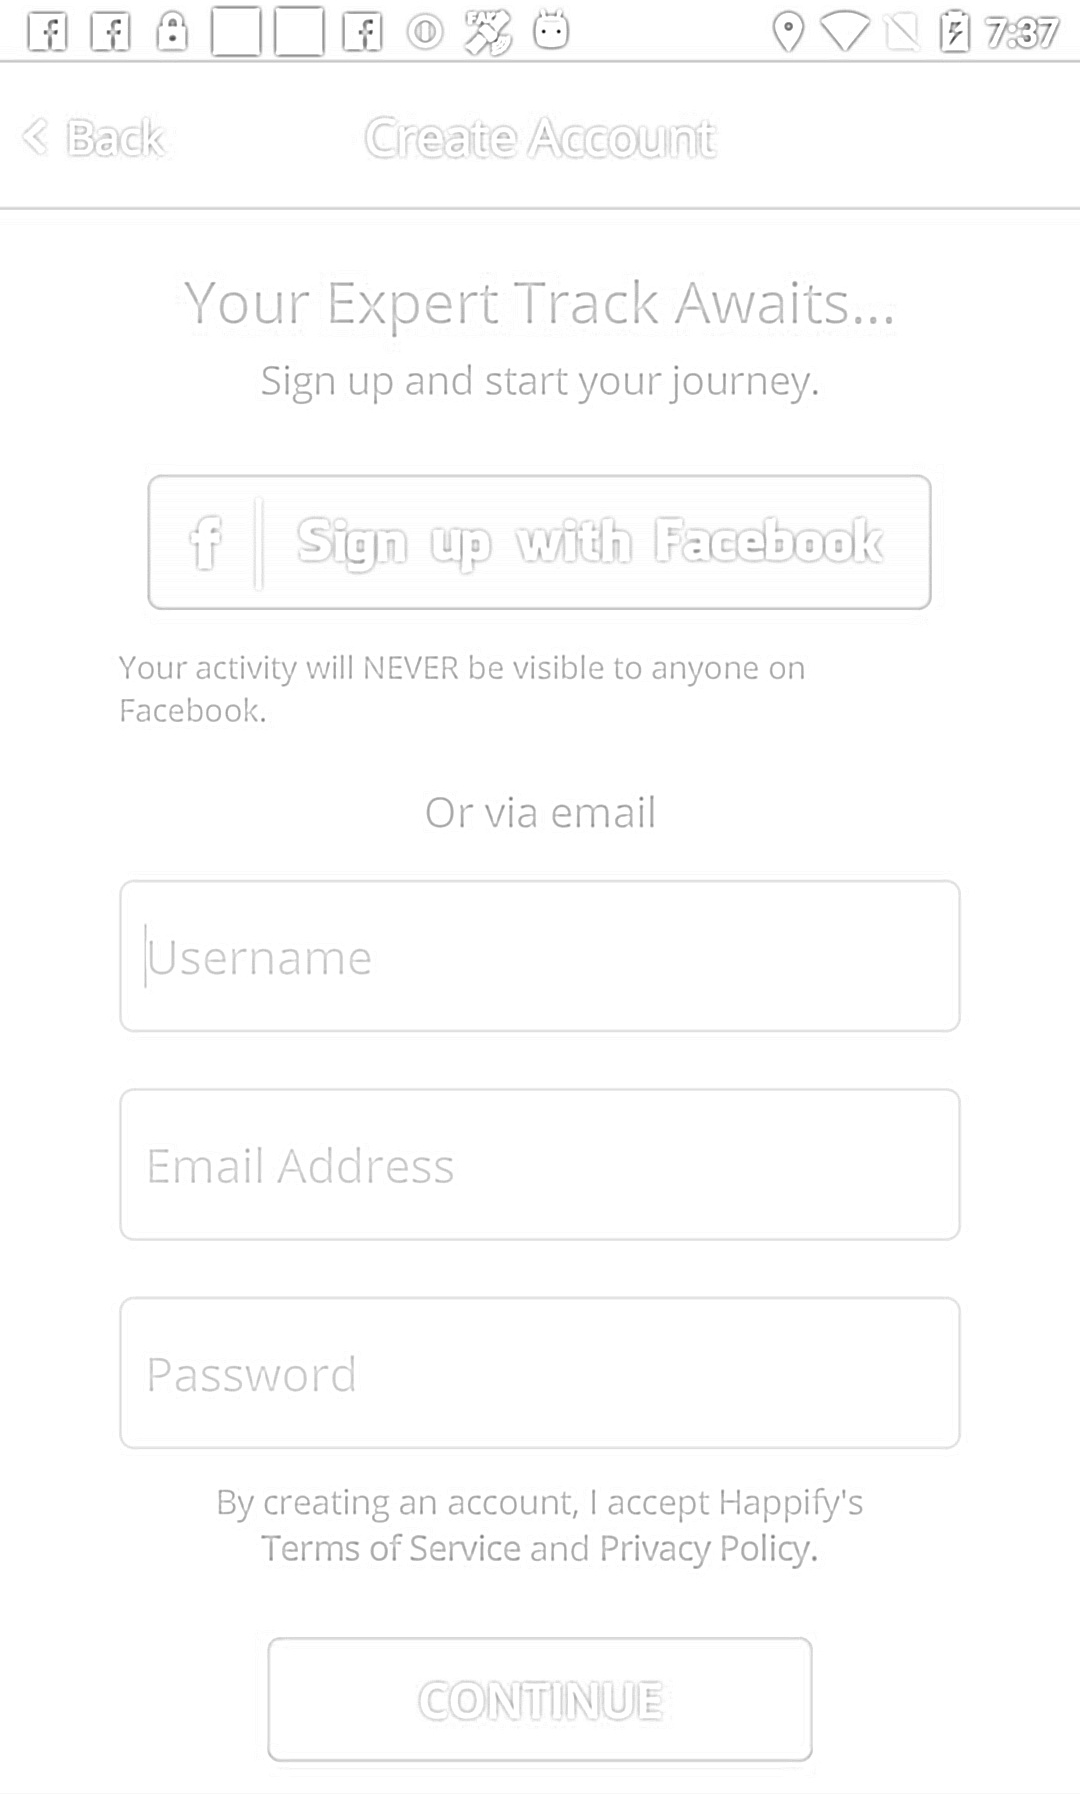 7:37
Back
Create Account
Your Expert Track Awaits...
Sign up and start your journey.
f Sign up with Facebook
Your activity will NEVER be visible to anyone on
Facebook.
Or via email
Username
Email Address
Password
By creating an account, I accept Happify's
Terms of Service and Privacy Policy.
CONTINUE